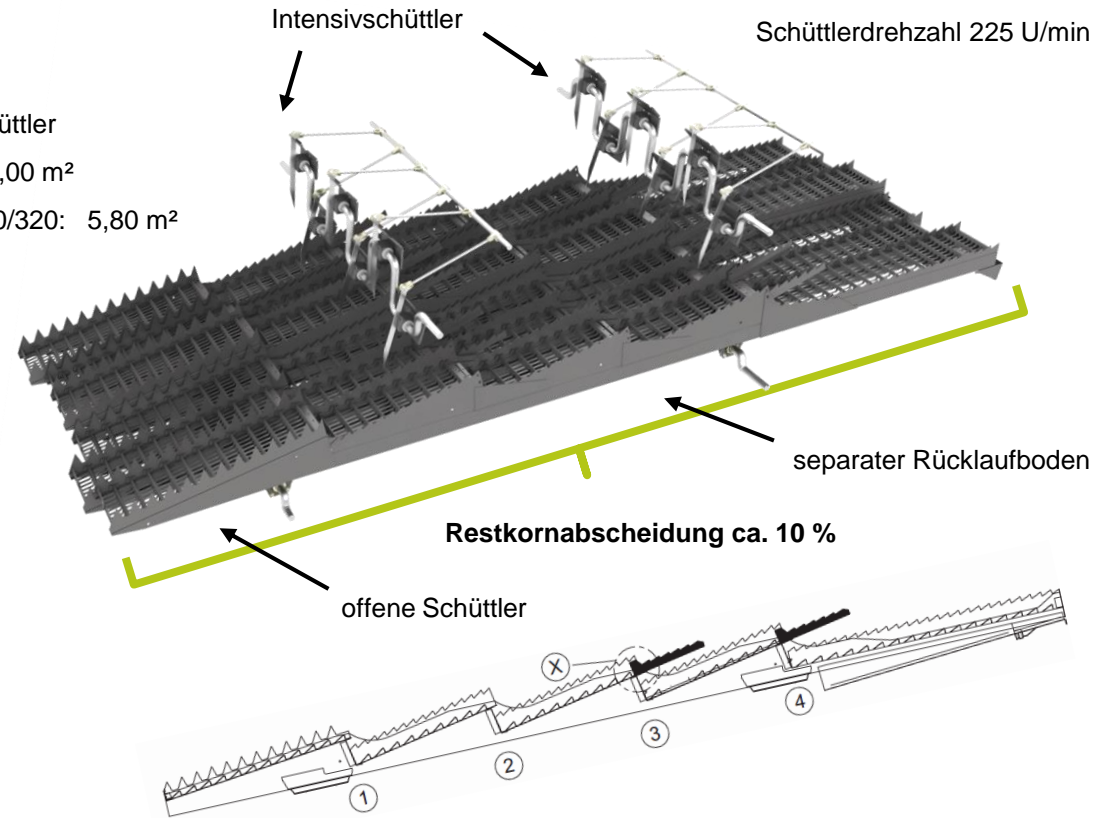 Intensivschüttler
Schüttlerdrehzahl 225 U/min
üttler
,00 m²
0/320: 5,80 m²
separater Rücklaufboden
Restkornabscheidung ca. 10 %
offene Schüttler
X
4
3
2
1